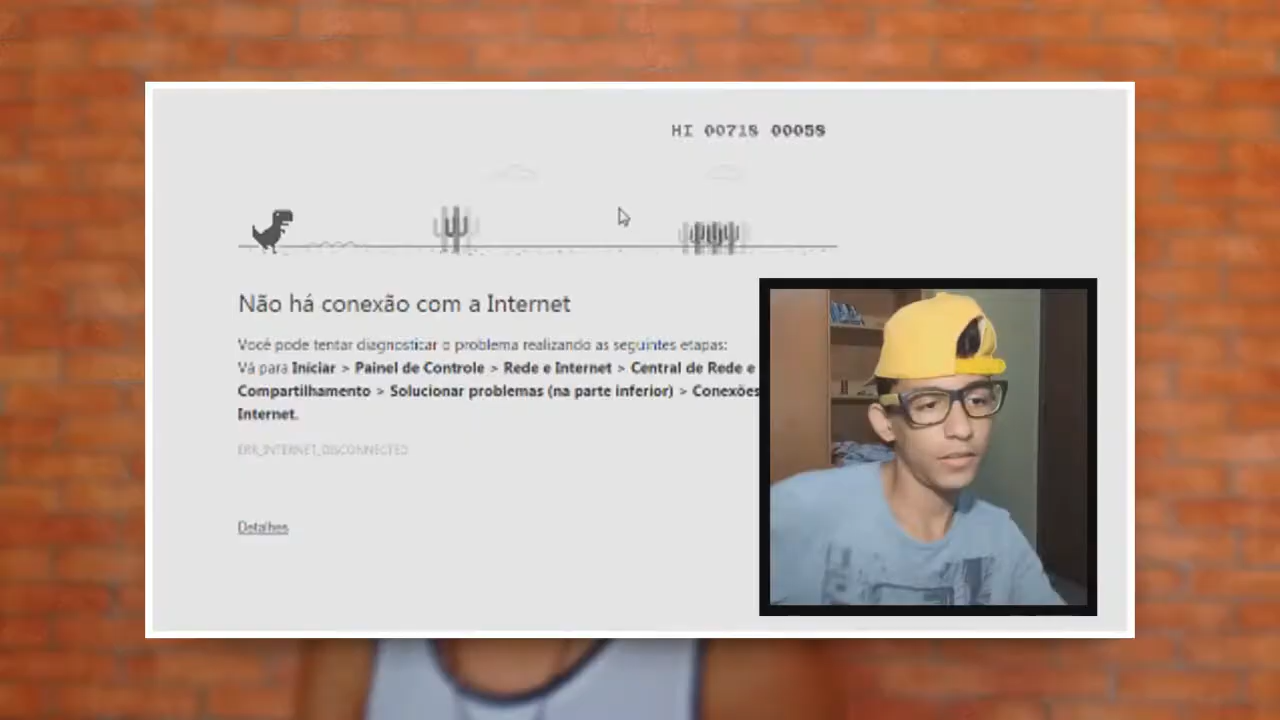 HI 00718 00058
Não há conexão com a Internet
Você pode tentar diagnosticar o problema realizando as seguintes etapas:
Vá para Iniciar > Painel de Controle > Rede e Internet > Central de Rede e
Compartilhamento > Solucionar problemas (na parte inferior) > Conexões
Internet.
ERR_INTERNET_DISCONNECTED
Detalhes